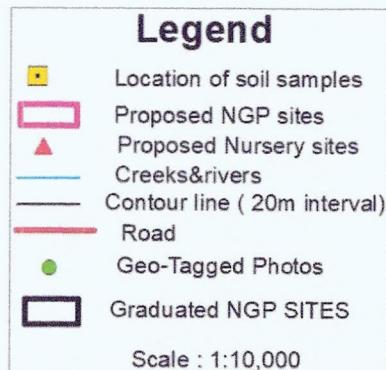 Legend
Location of soil samples
Proposed NGP sites
Proposed Nursery sites
Creeks&rivers
Contour line ( 20m interval)
Road
Geo-Tagged Photos
Graduated NGP SITES
Scale : 1:10,000